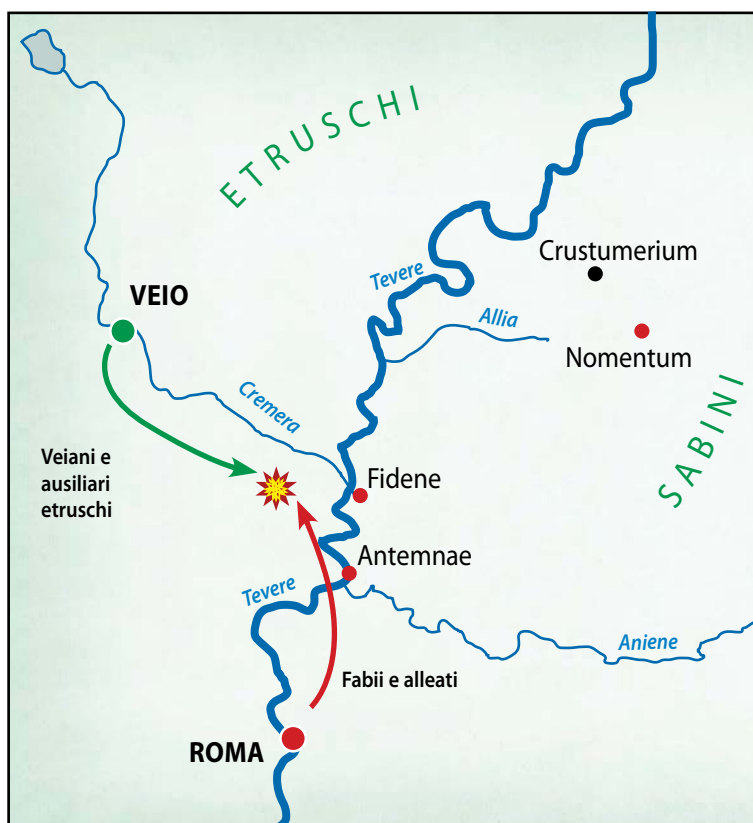 ETRUSCHI
Crustumerium
Tevere
VEIO
Allia
Nomentum
Cremera
SABINI
Veiani e
ausiliari
etruschi
Fidene
Antemnae
Tevere
Aniene
Fabii e alleati
ROMA